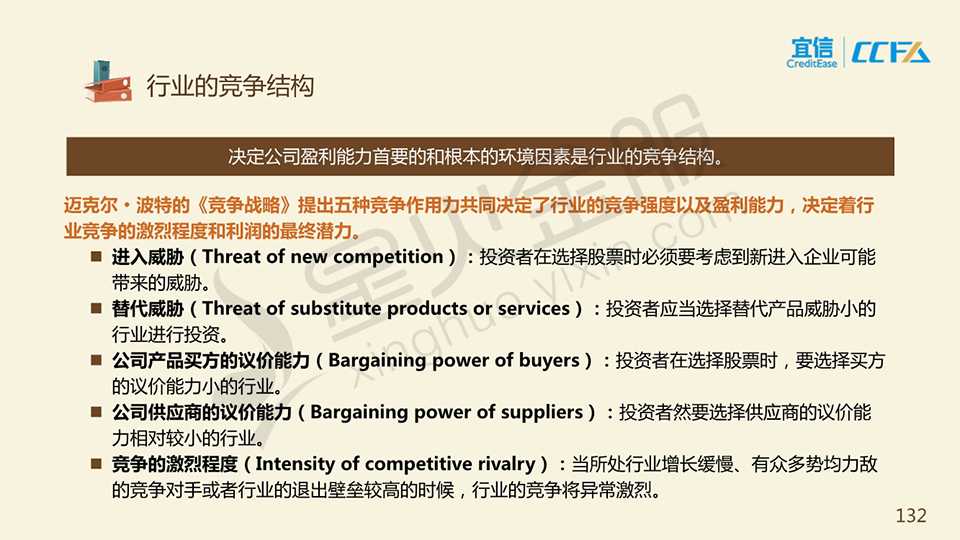 宜信
CreditEase
CCFA
行业的竞争结构
决定公司盈利能力首要的和根本的环境因素是行业的竞争结构。
迈克尔·波特的《竞争战略》提出五种竞争作用力共同决定了行业的竞争强度以及盈利能力，决定着行
业竞争的激烈程度和利润的最终潜力。
■ 进入威胁（Threat of new competition）：投资者在选择股票时必须要考虑到新进入企业可能
带来的威胁。
■ 替代威胁（Threat of substitute products or services）：投资者应当选择替代产品威胁小的
行业进行投资。
■ 公司产品买方的议价能力（Bargaining power of buyers）：投资者在选择股票时，要选择买方
的议价能力小的行业。
■ 公司供应商的议价能力（Bargaining power of suppliers）：投资者然要选择供应商的议价能
力相对较小的行业。
■ 竞争的激烈程度（Intensity of competitive rivalry）：当所处行业增长缓慢、有众多势均力敌
的竞争对手或者行业的退出壁垒较高的时候，行业的竞争将异常激烈。
星火金服
xinghuo.yixin.com
132